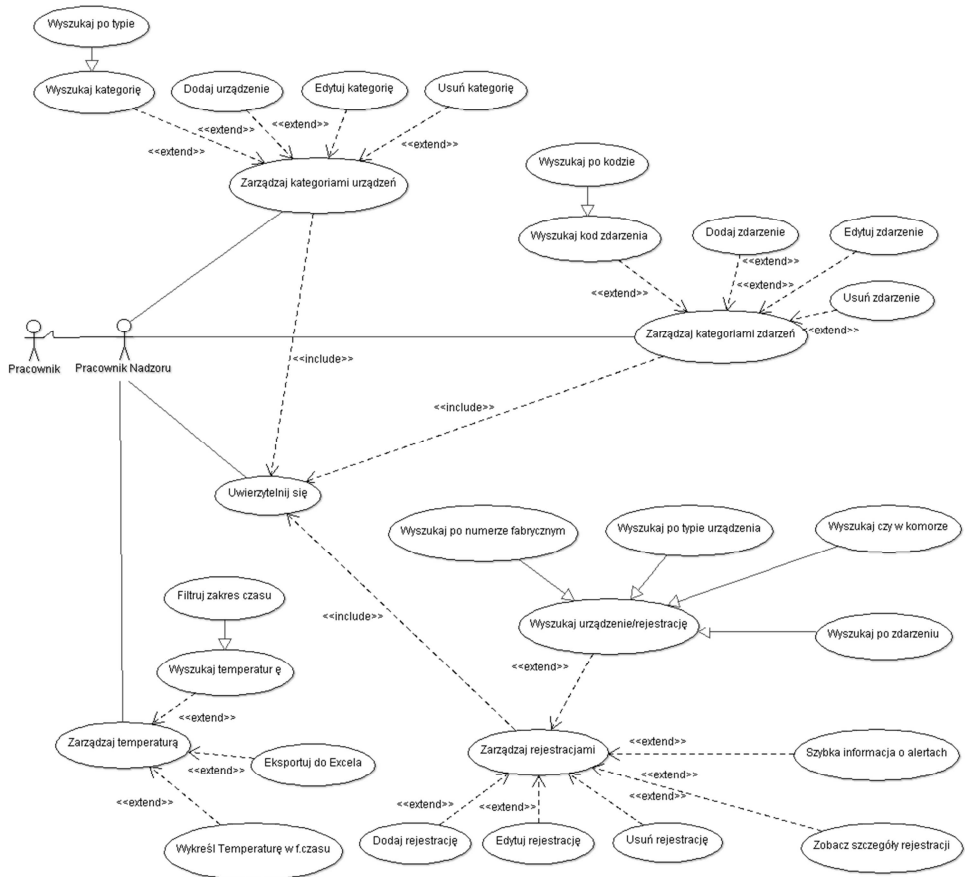 Wyszukaj po typie
Wyszukaj kategorię
Dodaj urządzenie
Edytuj kategorię
Usuń kategorię
<<extend>>
<<extend>>
<<extend>>
<<extend>>
Zarządzaj kategoriami urządzeń
Wyszukaj po kodzie
Wyszukaj kod zdarzenia
Dodaj zdarzenie
Edytuj zdarzenie
<<extend>>
<<extend>>
<<extend>>
Usuń zdarzenie
Zarządzaj kategoriami zdarzeń
<<extend>>
Pracownik
Pracownik Nadzoru
<<include>>
<<include>>
Uwierzytelnij się
Wyszukaj po numerze fabrycznym
Wyszukaj po typie urządzenia
Wyszukaj czy w komorze
Filtruj zakres czasu
<<include>>
Wyszukaj urządzenie/rejestrację
Wyszukaj po zdarzeniu
Wyszukaj temperatur ę
<<extend>>
<<extend>>
Zarządzaj temperaturą
Eksportuj do Excela
<<extend>>
Zarządzaj rejestracjami
<<extend>>
Szybka informacja o alertach
<<extend>>
<<extend>>
<<extend>>
<<extend>>
<<extend>>
<<extend>>
Dodaj rejestrację
Edytuj rejestrację
Usuń rejestrację
Zobacz szczegóły rejestracji
Wykreśl Temperaturę w f.czasu